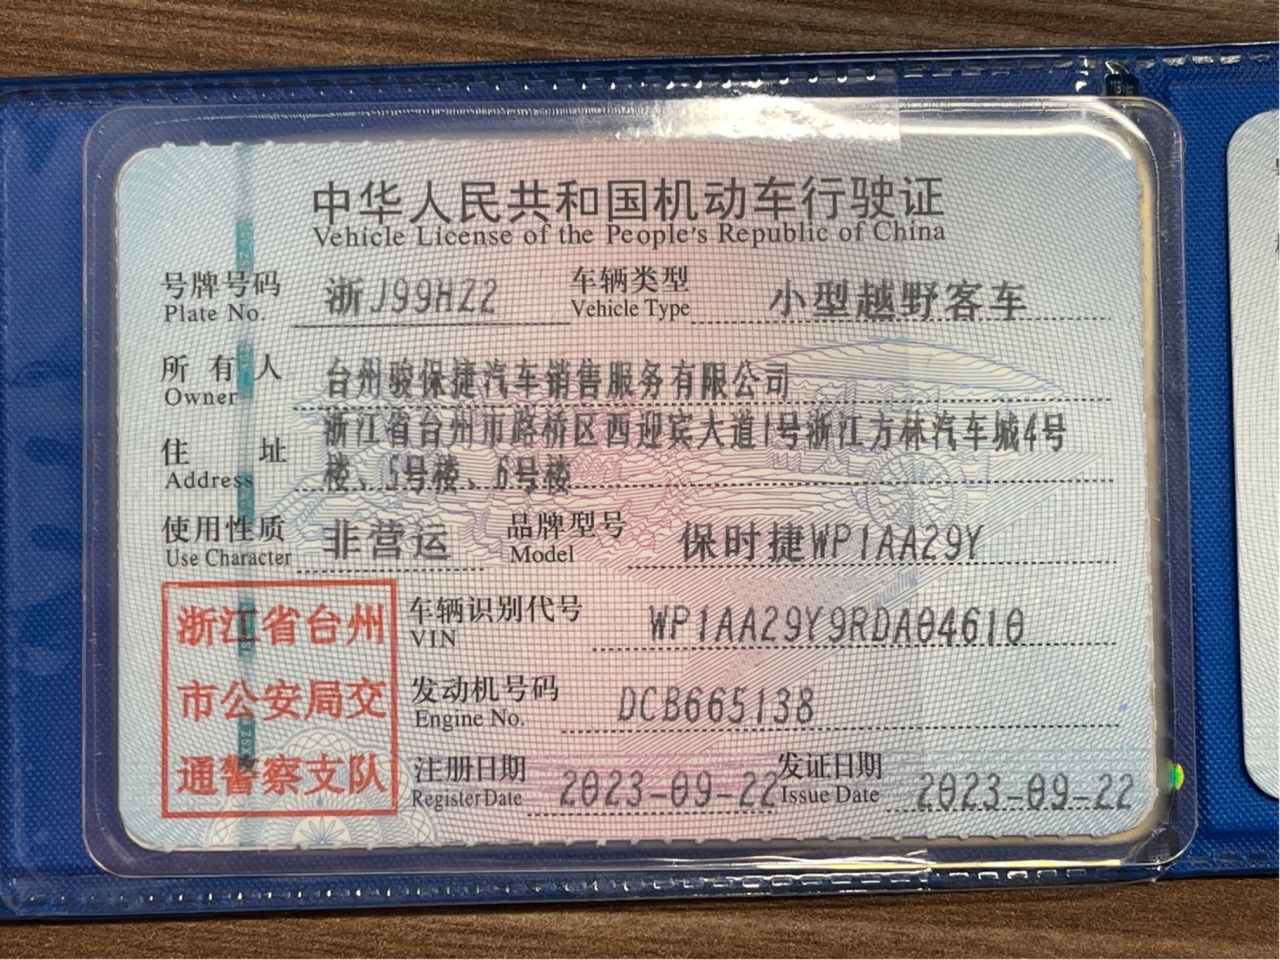 中华人民共和国机动车行驶证
Vehicle License of the People's Republic of China
号牌号码 浙J99HZ2 车辆类型 小型越野客车
Plate No. Vehicle Type
所有人 台州骏保捷汽车销售服务有限公司
Owner
住址 浙江省台州市路桥区西迎宾大道1号浙江方林汽车城4号
Address 楼、5号楼、6号楼
使用性质 非营运 品牌型号 保时捷WP1AA29Y
Use Character Model
浙江省台州
市公安局交
通警察支队
车辆识别代号 WP1AA29Y9RDA04610
VIN
发动机号码 DCB665138
Engine No.
注册日期 2023-09-22 发证日期 2023-09-22
Register Date Issue Date